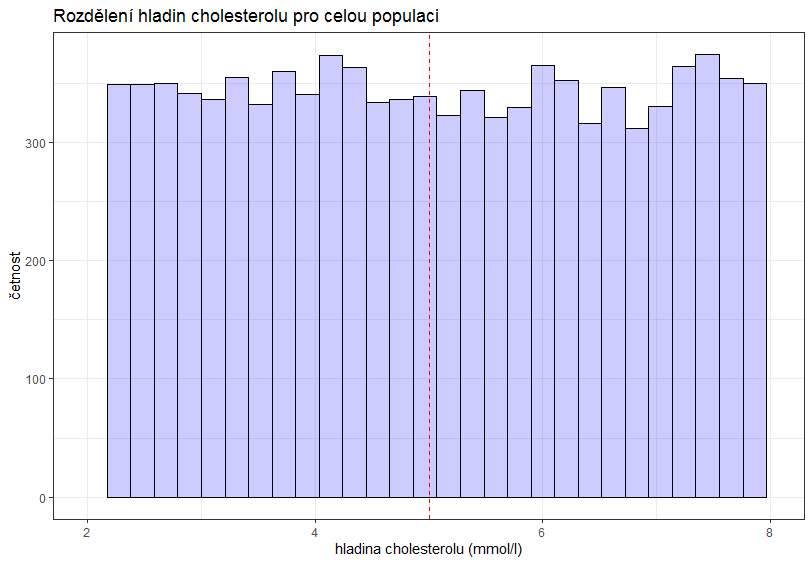 Rozdělení hladin cholesterolu pro celou populaci
četnost
300
200
100
0
2
4
6
8
hladina cholesterolu (mmol/l)